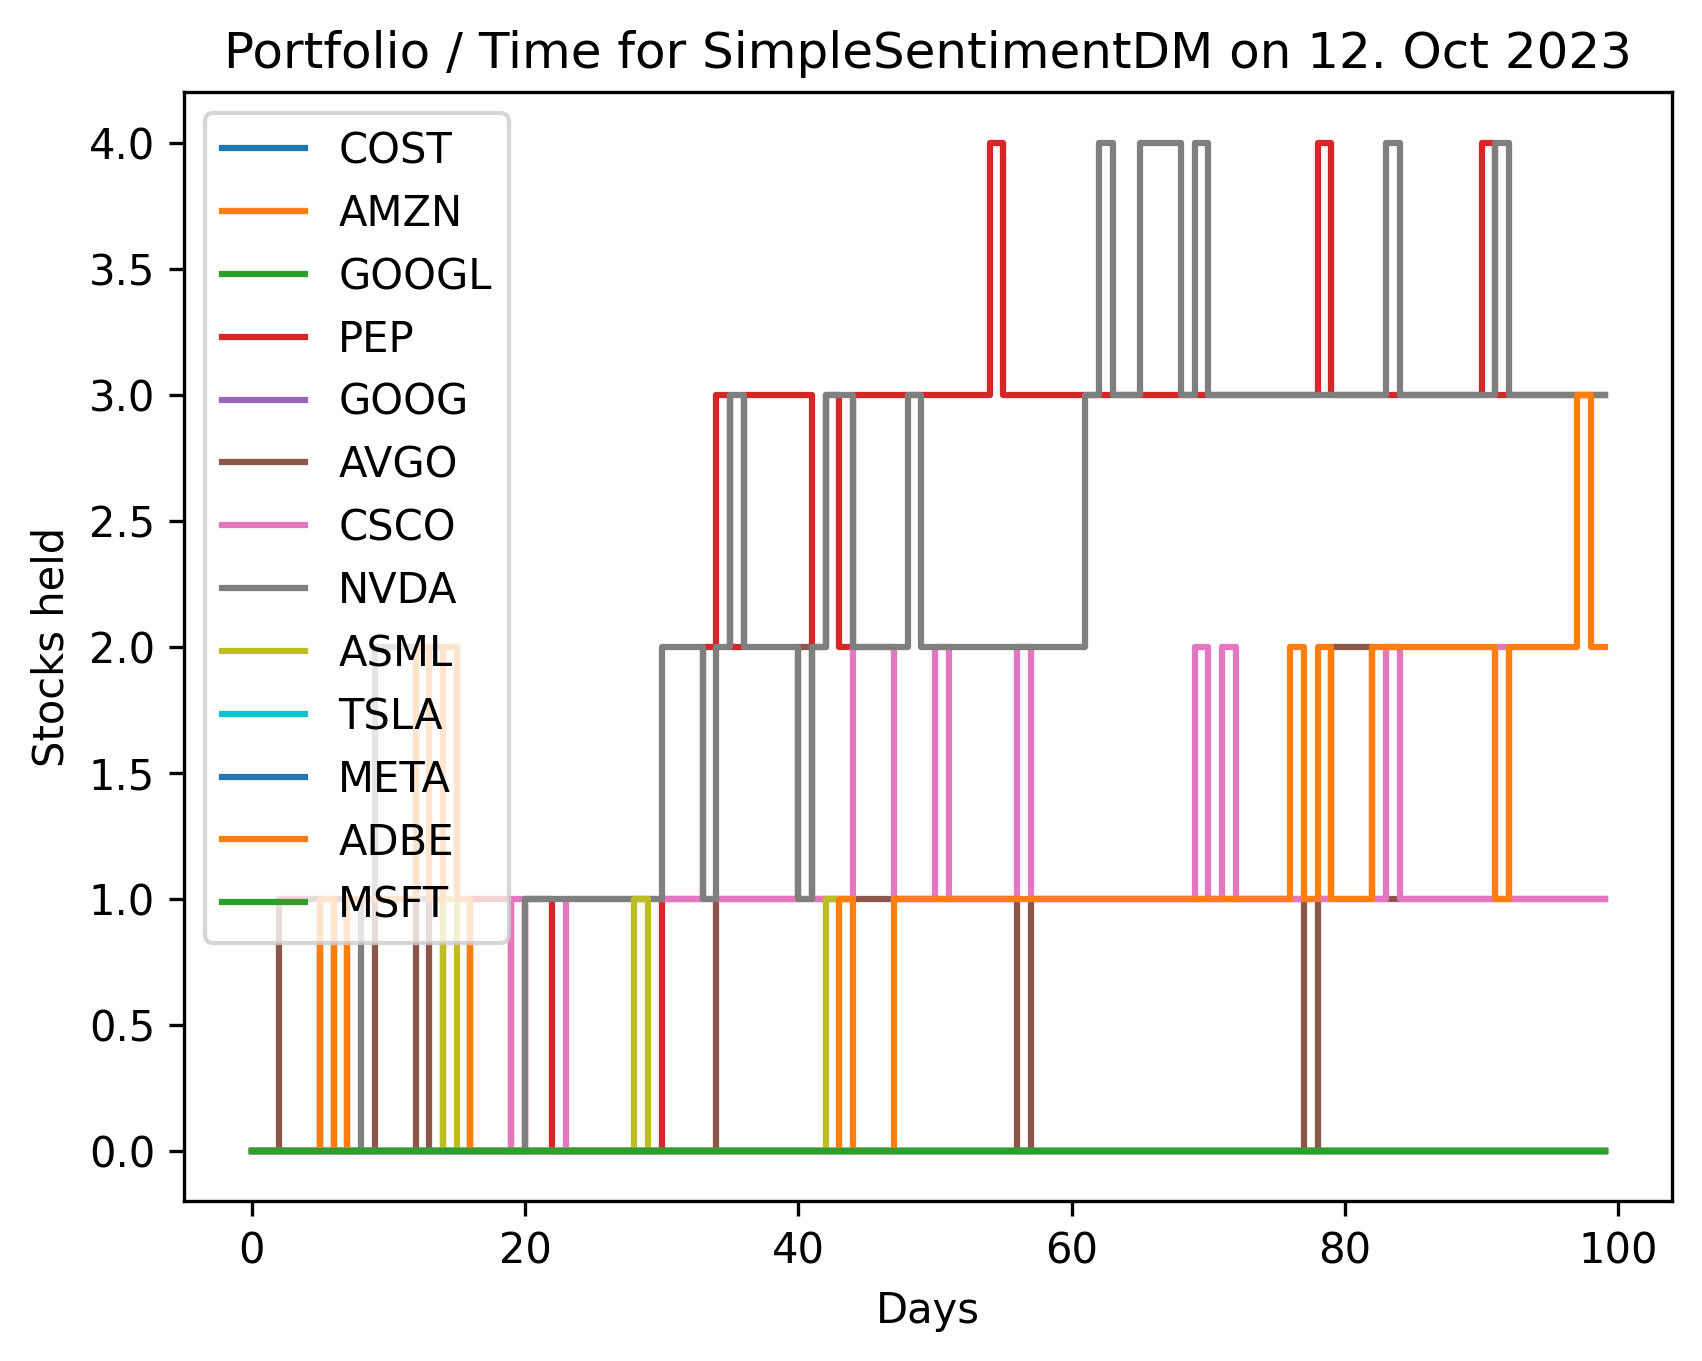 Portfolio / Time for SimpleSentimentDM on 12. Oct 2023
4.0
3.5
3.0
2.5
2.0
1.5
1.0
0.5
0.0
Stocks held
COST
AMZN
GOOGL
PEP
GOOG
AVGO
CSCO
NVDA
ASML
TSLA
META
ADBE
MSFT
0 20 40 60 80 100
Days